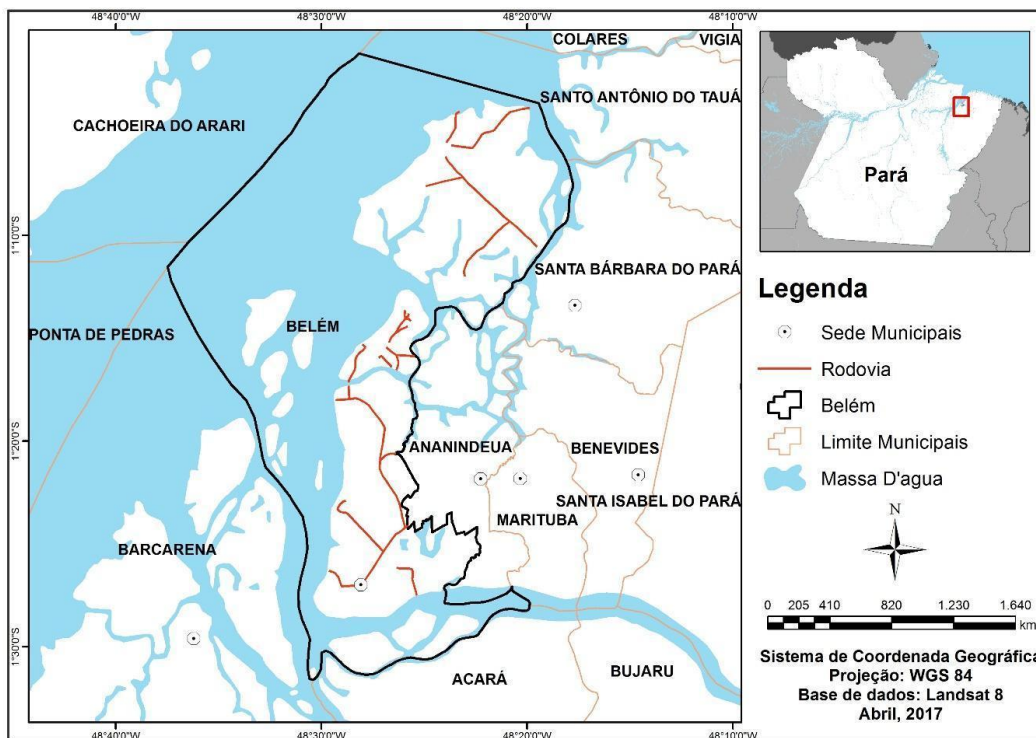 48°40'0"W
48°30'0"W
48°20'0"W
48°10'0"W
COLARES
VIGIA
SANTO ANTÔNIO DO TAUÁ
CACHOEIRA DO ARARI
1°10'0"S
SANTA BÁRBARA DO PARÁ
PONTA DE PEDRAS
BELÉM
1°20'0"S
ANANINDEUA
BENEVIDES
SANTA ISABEL DO PARÁ
MARITUBA
BARCARENA
1°30'0"S
ACARÁ
BUJARU
48°40'0"W
48°30'0"W
48°20'0"W
48°10'0"W
Pará
Legenda
Sede Municipais
Rodovia
Belém
Limite Municipais
Massa D'agua
N
0 205 410 820 1.230 1.640
km
Sistema de Coordenada Geográfica
Projeção: WGS 84
Base de dados: Landsat 8
Abril, 2017